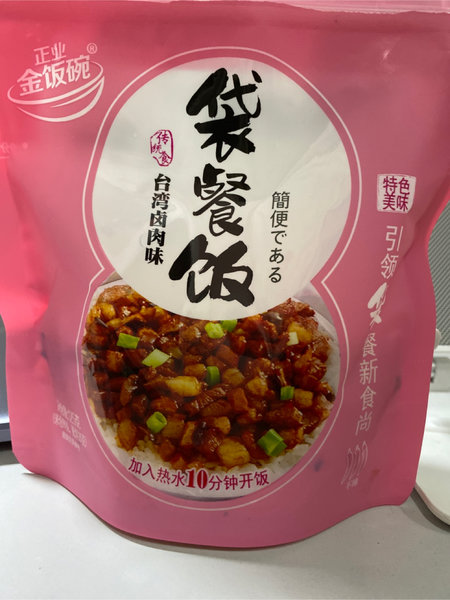 正业
金饭碗®
袋餐饭
传统美食
台湾卤肉味
簡便である
特色
美味
引领
餐新食尚
加入热水10分钟开饭